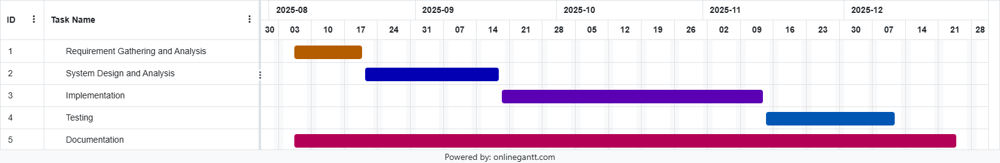 ID Task Name 2025-08 2025-09 2025-10 2025-11 2025-12
30 03 10 17 24 31 07 14 21 28 05 12 19 26 02 09 16 23 30 07 14 21 28
1 Requirement Gathering and Analysis
2 System Design and Analysis
3 Implementation
4 Testing
5 Documentation
Powered by: onlinegantt.com